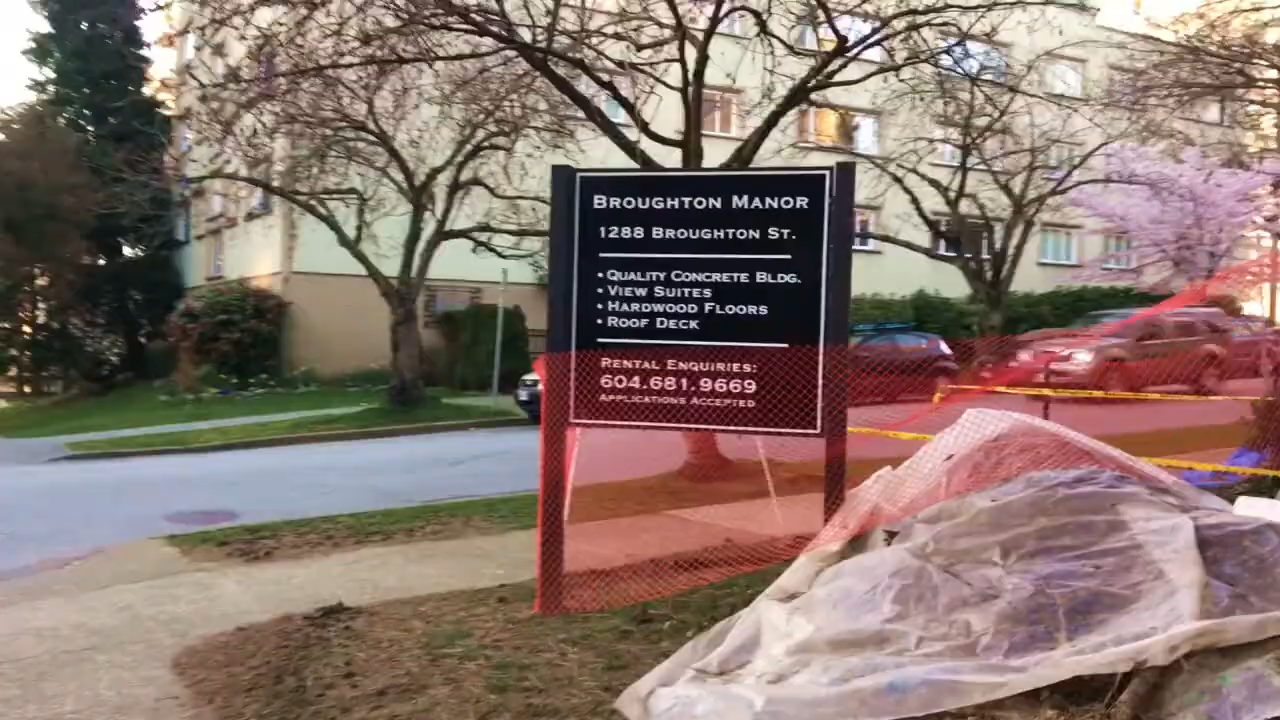 BROUGHTON MANOR
1288 BROUGHTON ST.
• QUALITY CONCRETE BLDG.
• VIEW SUITES
• HARDWOOD FLOORS
• ROOF DECK
RENTAL ENQUIRIES:
604.681.9669
APPLICATIONS ACCEPTED